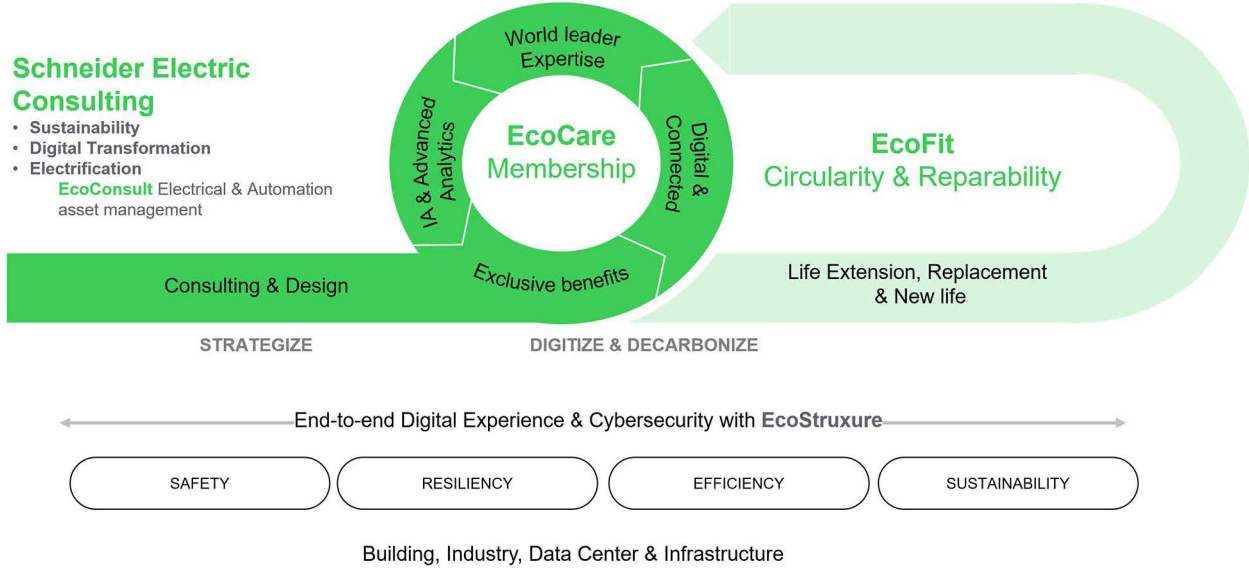 Schneider Electric
Consulting
• Sustainability
• Digital Transformation
• Electrification
EcoConsult Electrical & Automation
asset management
Consulting & Design
World leader
Expertise
Digital &
Connected
Exclusive benefits
IA & Advanced
Analytics
EcoCare
Membership
EcoFit
Circularity & Reparability
Life Extension, Replacement
& New life
STRATEGIZE
DIGITIZE & DECARBONIZE
End-to-end Digital Experience & Cybersecurity with EcoStruxure
SAFETY
RESILIENCY
EFFICIENCY
SUSTAINABILITY
Building, Industry, Data Center & Infrastructure